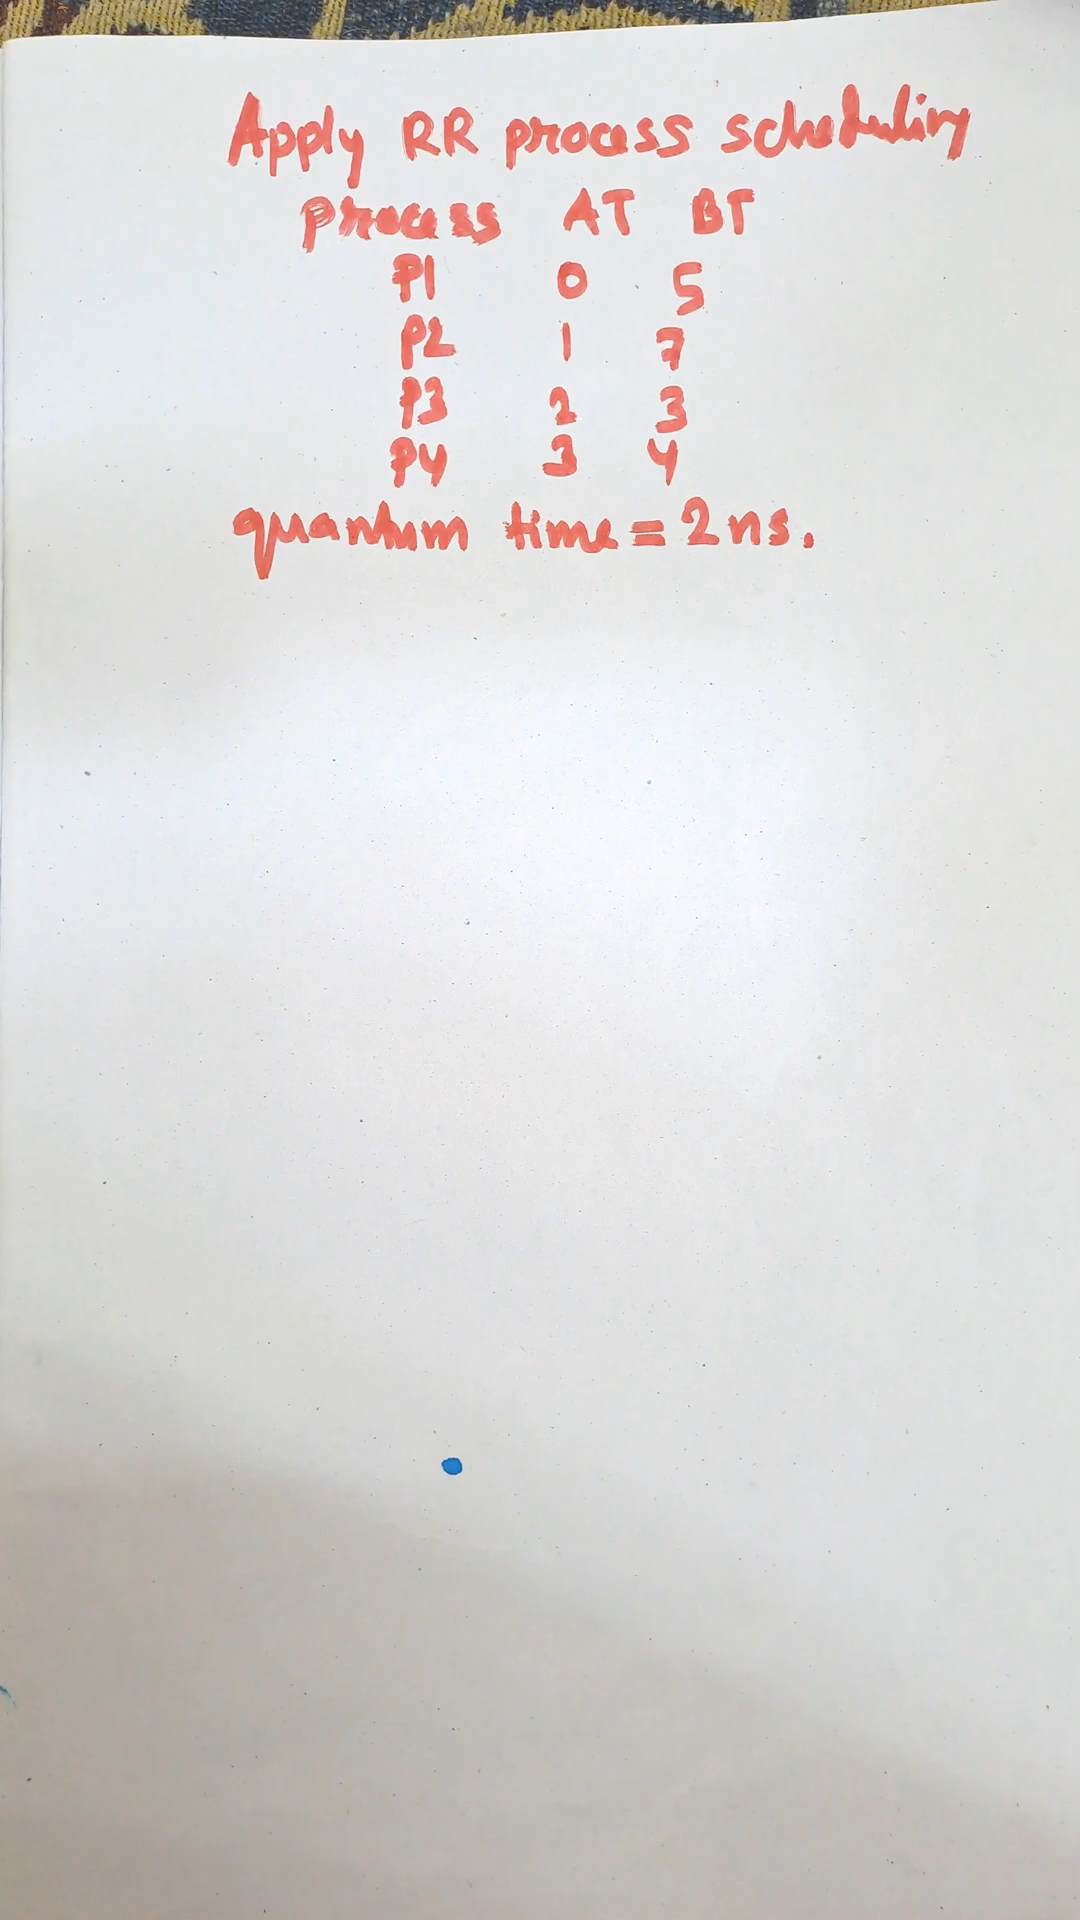 Apply RR process scheduling
process AT BT
P1 0 5
P2 1 7
P3 2 3
P4 3 4
quantum time = 2ns.